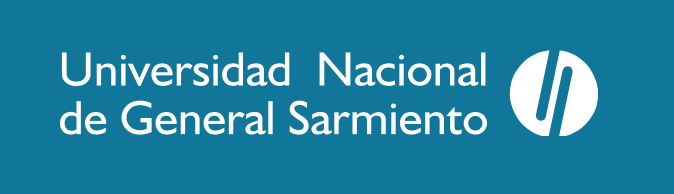 Universidad Nacional
de General Sarmiento